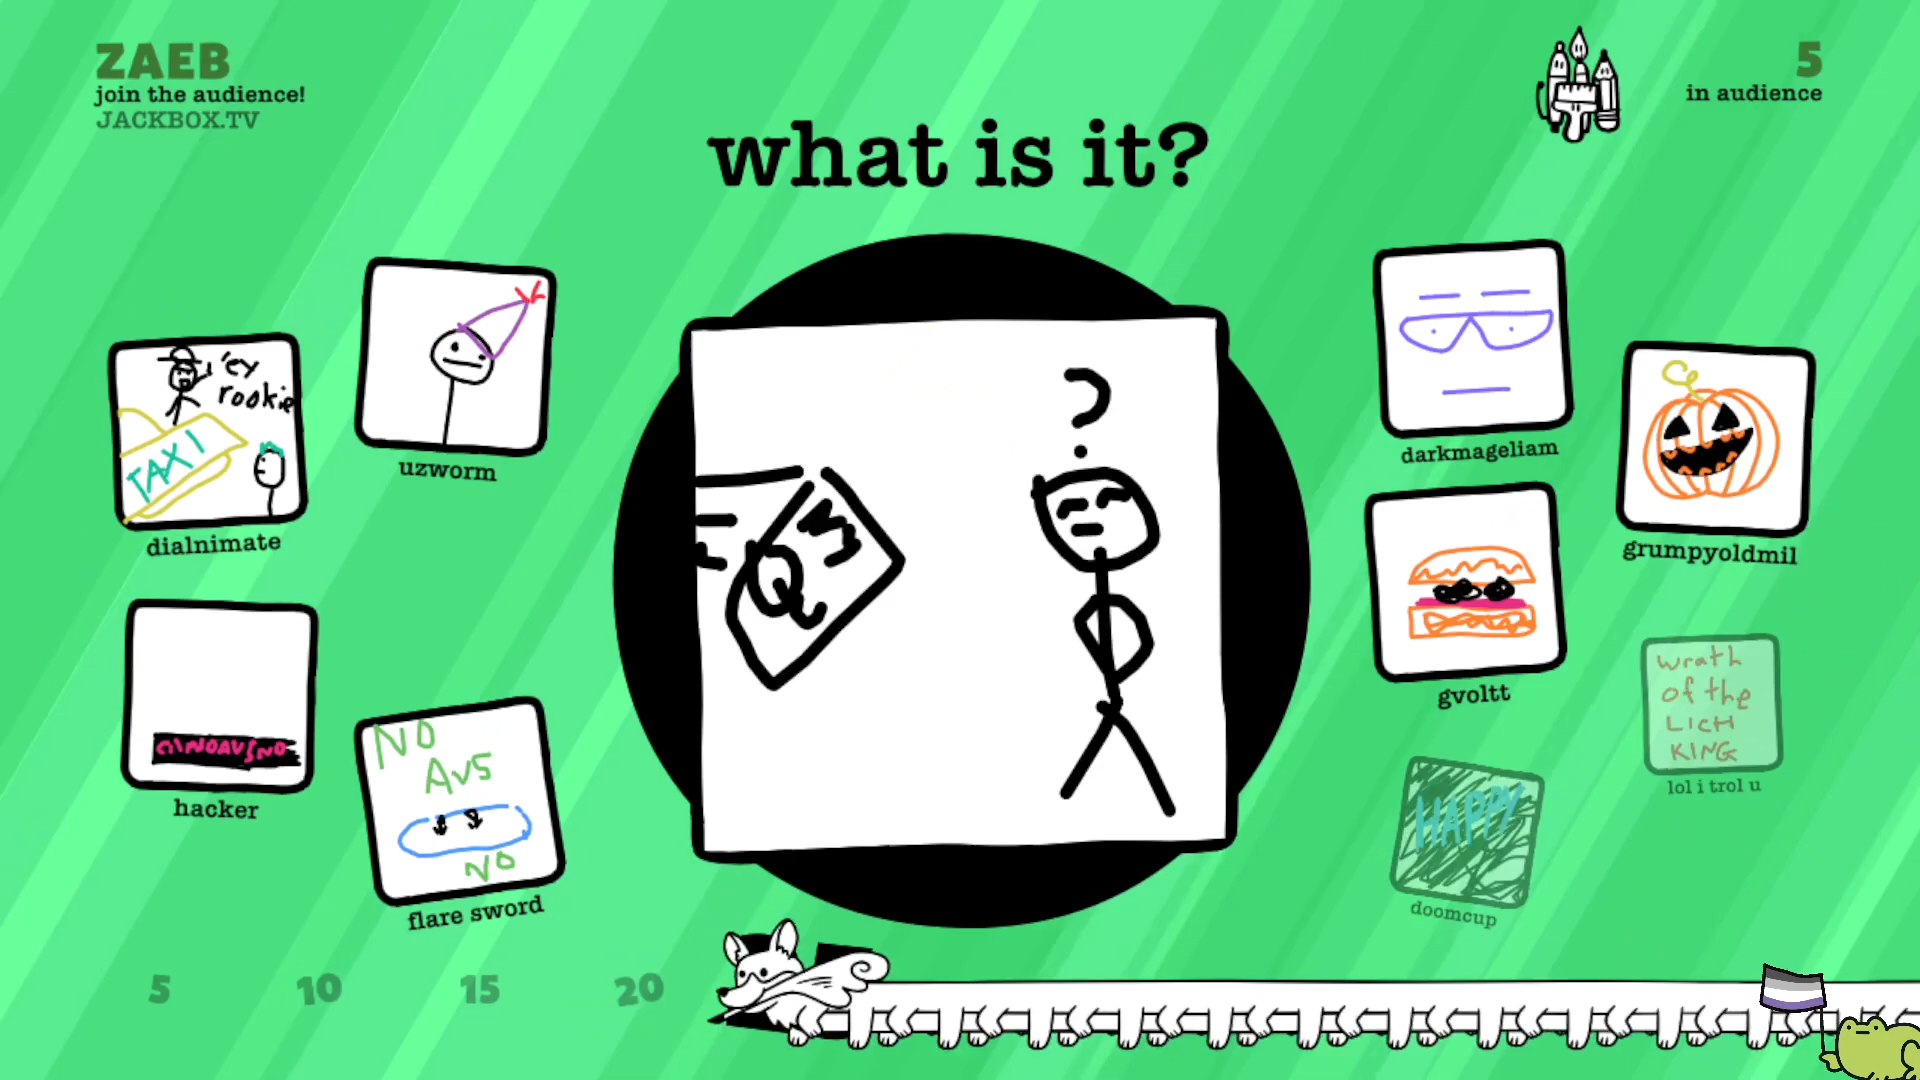 ZAEB
join the audience!
JACKBOX.TV
5
in audience
what is it?
'ey
rookie
TAXI
dialnimate
uzworm
hacker
NO
AVS
NO
flare sword
?
darkmageliam
grumpyoldmil
gvoltt
wrath
of the
LICH
KING
lol i trol u
HAPPY
doomcup
5 10 15 20